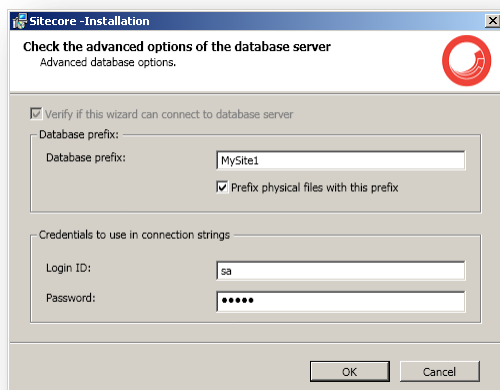 Sitecore -Installation
Check the advanced options of the database server
Advanced database options.
Verify if this wizard can connect to database server
Database prefix:
Database prefix:
MySite1
Prefix physical files with this prefix
Credentials to use in connection strings
Login ID:
sa
Password:
•••••
OK
Cancel